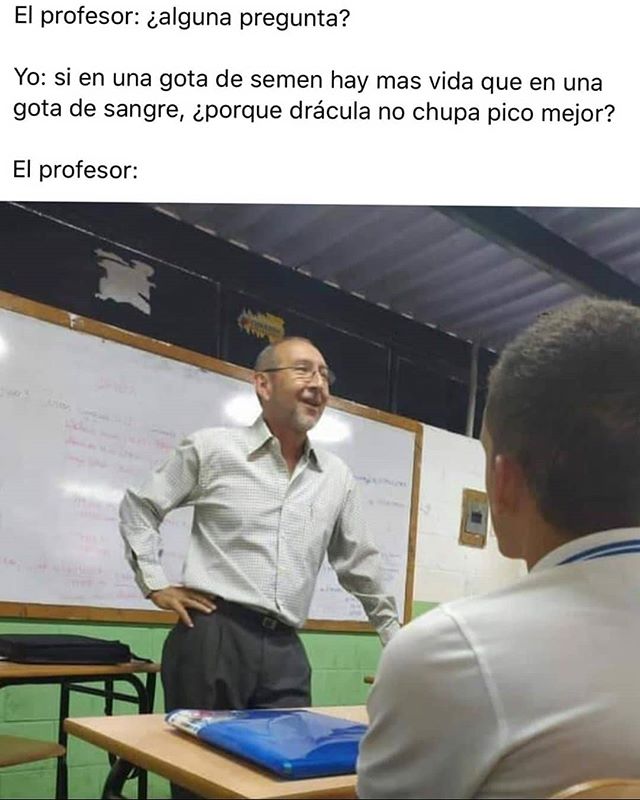 El profesor: ¿alguna pregunta?
Yo: si en una gota de semen hay mas vida que en una
gota de sangre, ¿porque drácula no chupa pico mejor?
El profesor: